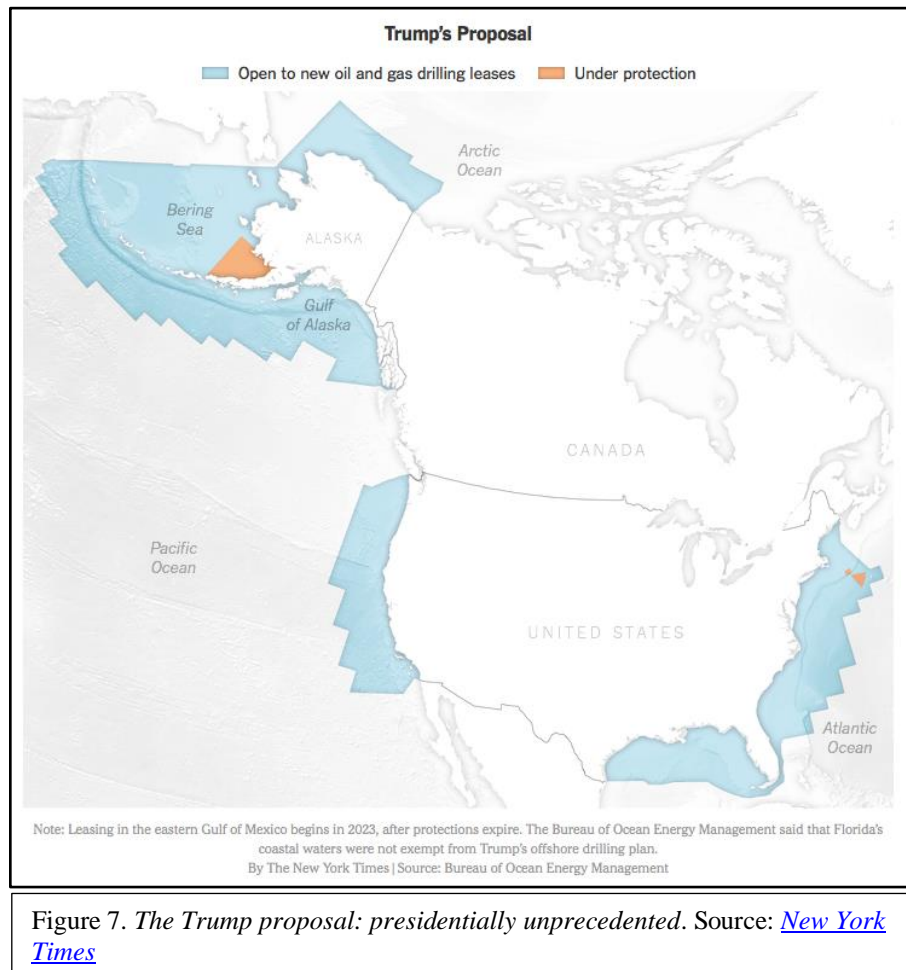 Trump's Proposal
Open to new oil and gas drilling leases
Under protection
Arctic
Ocean
Bering
Sea
ALASKA
Gulf
of Alaska
CANADA
Pacific
Ocean
UNITED STATES
Atlantic
Ocean
Note: Leasing in the eastern Gulf of Mexico begins in 2023, after protections expire. The Bureau of Ocean Energy Management said that Florida's
coastal waters were not exempt from Trump's offshore drilling plan.
By The New York Times | Source: Bureau of Ocean Energy Management
Figure 7. The Trump proposal: presidentially unprecedented. Source: New York
Times